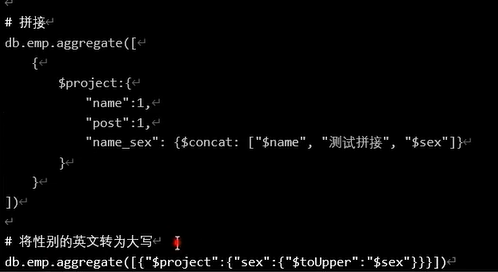 # 拼接
db.emp.aggregate([
{
$project:{
"name":1,
"post":1,
"name_sex": {$concat: ["$name", "测试拼接", "$sex"]}
}
}
])
# 将性别的英文转为大写
db.emp.aggregate([{"$project":{"sex":{"$toUpper":"$sex"}}}])